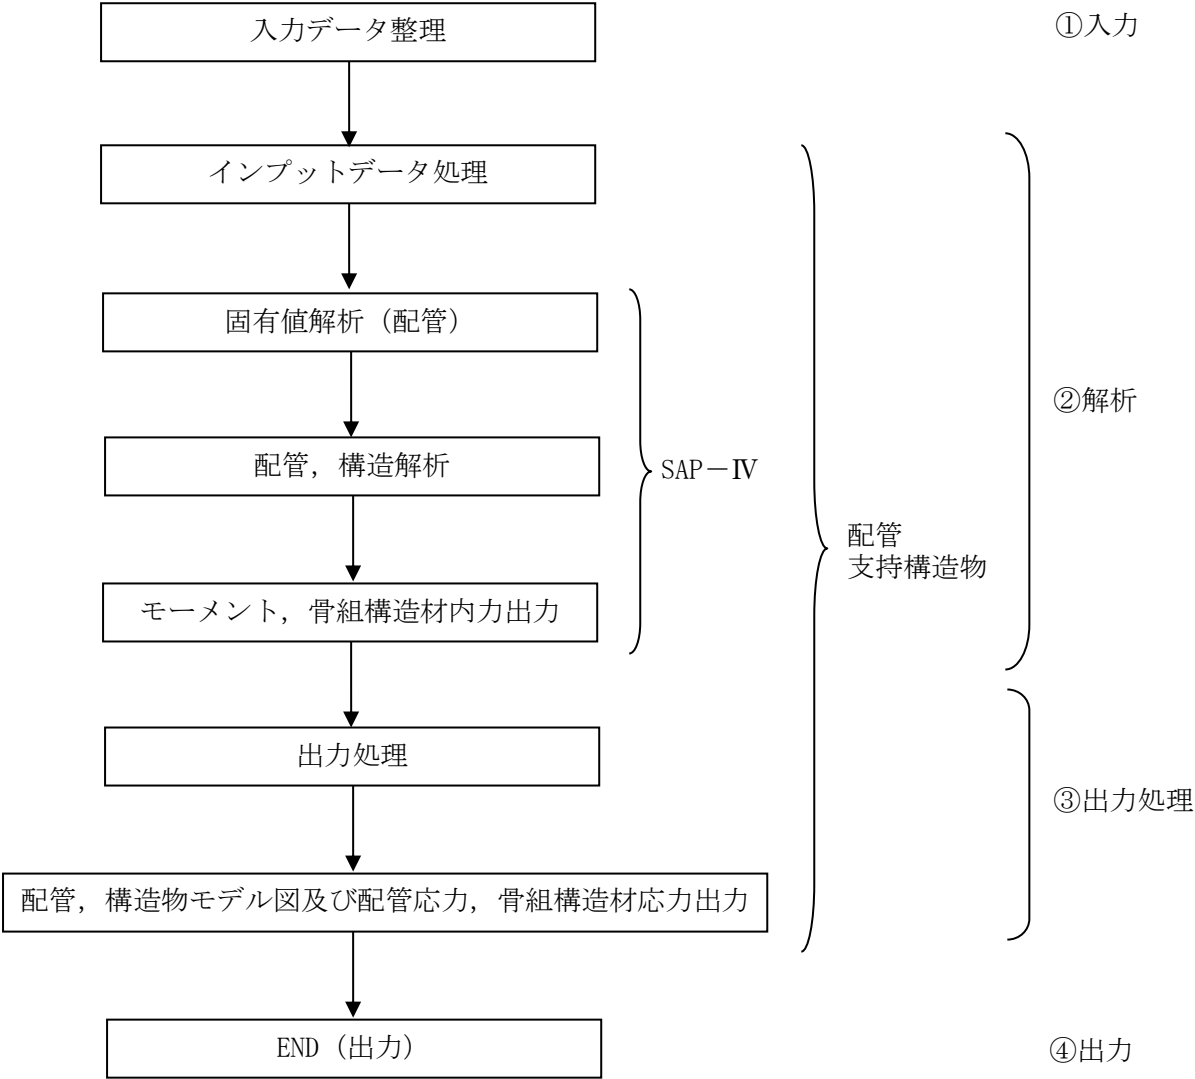 入力データ整理
①入力
インプットデータ処理
固有値解析（配管）
配管，構造解析
モーメント，骨組構造材内力出力
SAP－Ⅳ
配管
支持構造物
②解析
出力処理
③出力処理
配管，構造物モデル図及び配管応力，骨組構造材応力出力
END（出力）
④出力